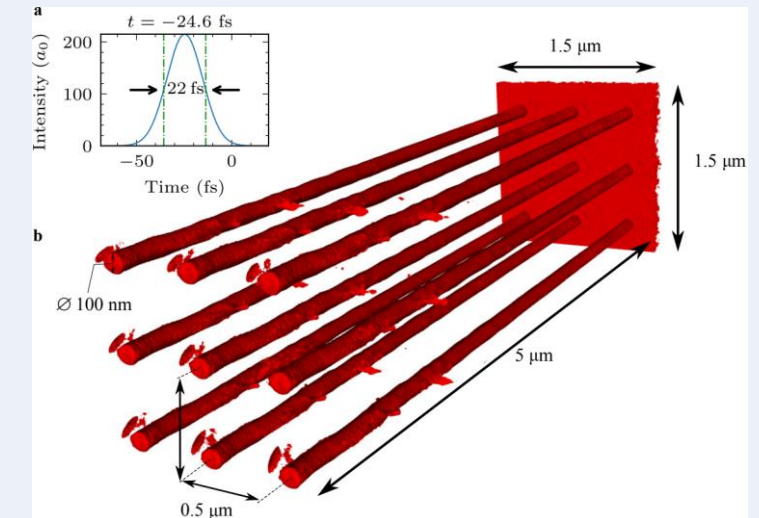 a
t = −24.6 fs
Intensity (a₀)
200
100
0
22 fs
−50
0
Time (fs)
1.5 μm
1.5 μm
b
∅ 100 nm
5 μm
0.5 μm